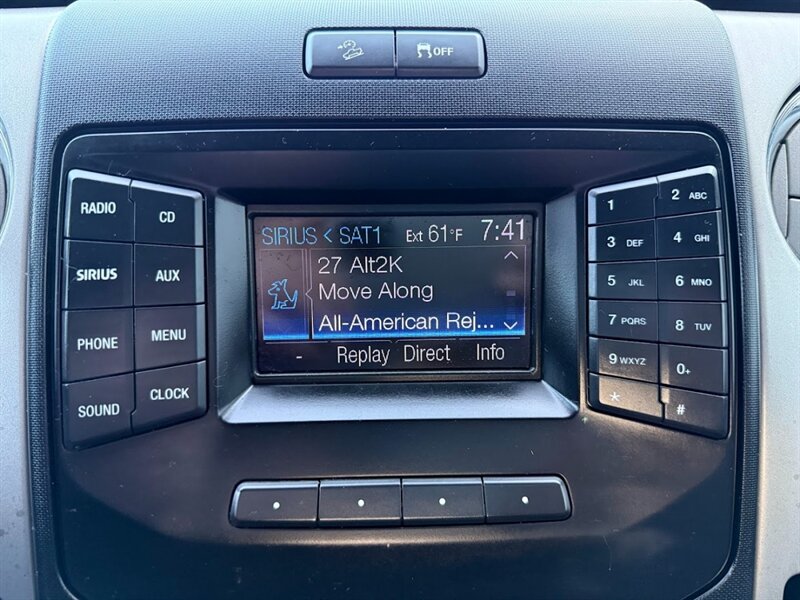 OFF
RADIO CD
SIRIUS AUX
PHONE MENU
SOUND CLOCK
SIRIUS < SAT1 Ext 61°F 7:41
27 Alt2K
Move Along
All-American Rej...
- Replay Direct Info
1 2 ABC
3 DEF 4 GHI
5 JKL 6 MNO
7 PQRS 8 TUV
9 WXYZ 0+
* #